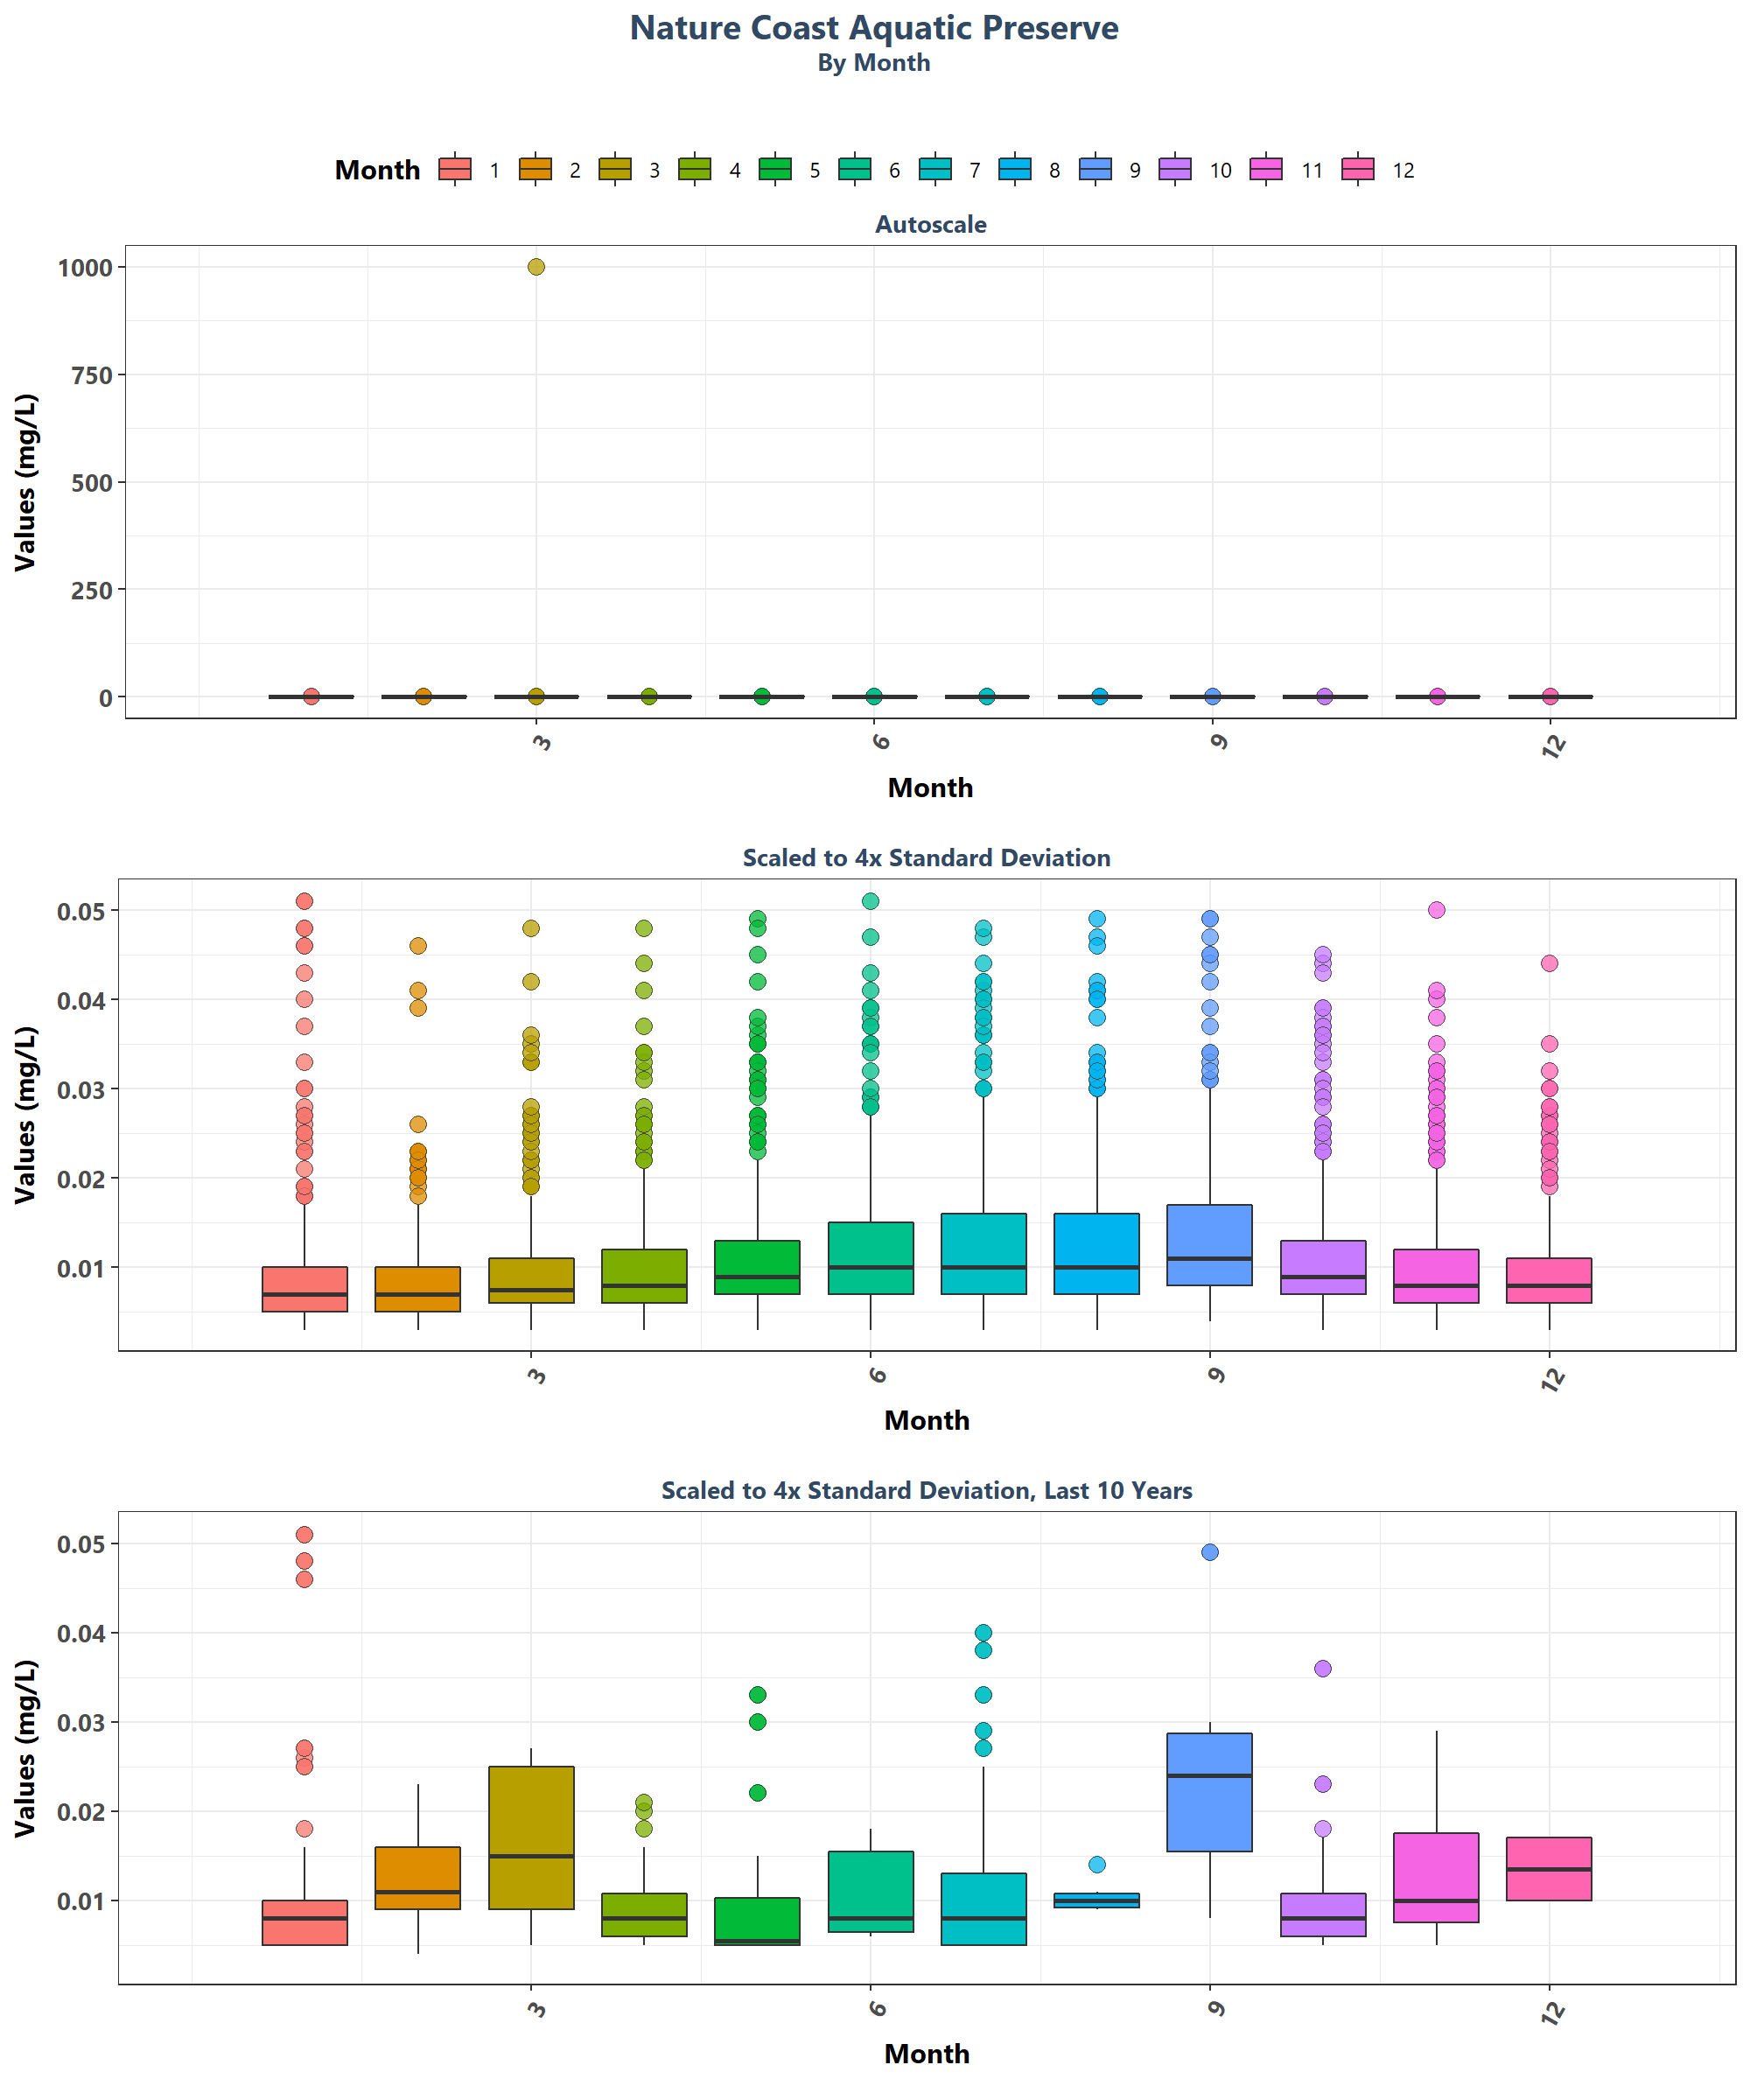 Nature Coast Aquatic Preserve
By Month
Month 1 2 3 4 5 6 7 8 9 10 11 12
Autoscale
Values (mg/L)
1000
750
500
250
0
3 6 9 12
Month
Scaled to 4x Standard Deviation
Values (mg/L)
0.05
0.04
0.03
0.02
0.01
3 6 9 12
Month
Scaled to 4x Standard Deviation, Last 10 Years
Values (mg/L)
0.05
0.04
0.03
0.02
0.01
3 6 9 12
Month